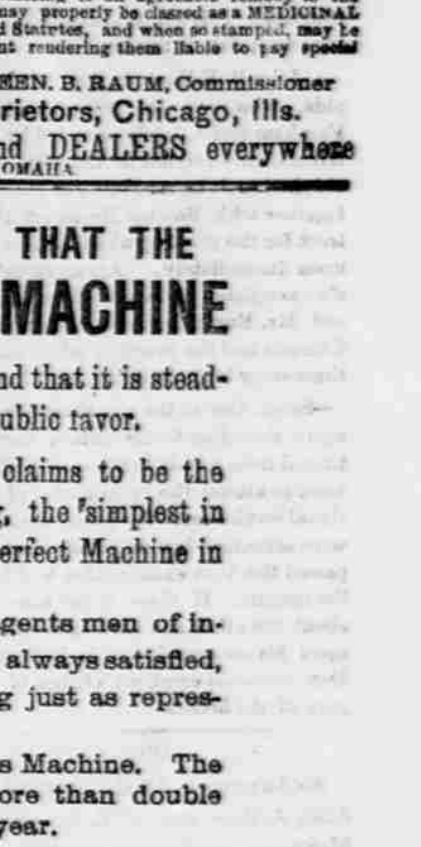 may properly be classed as a MEDICINAL
d Statutes, and when so stamped, may be
nt rendering them liable to pay special
REEN. B. RAUM, Commissioner
rietors, Chicago, Ills.
nd DEALERS everywhere
OMAHA
THAT THE
MACHINE
nd that it is stead-
ublic favor.
claims to be the
g, the simplest in
erfect Machine in
gents men of in-
always satisfied,
g just as repres-
s Machine. The
ore than double
year.